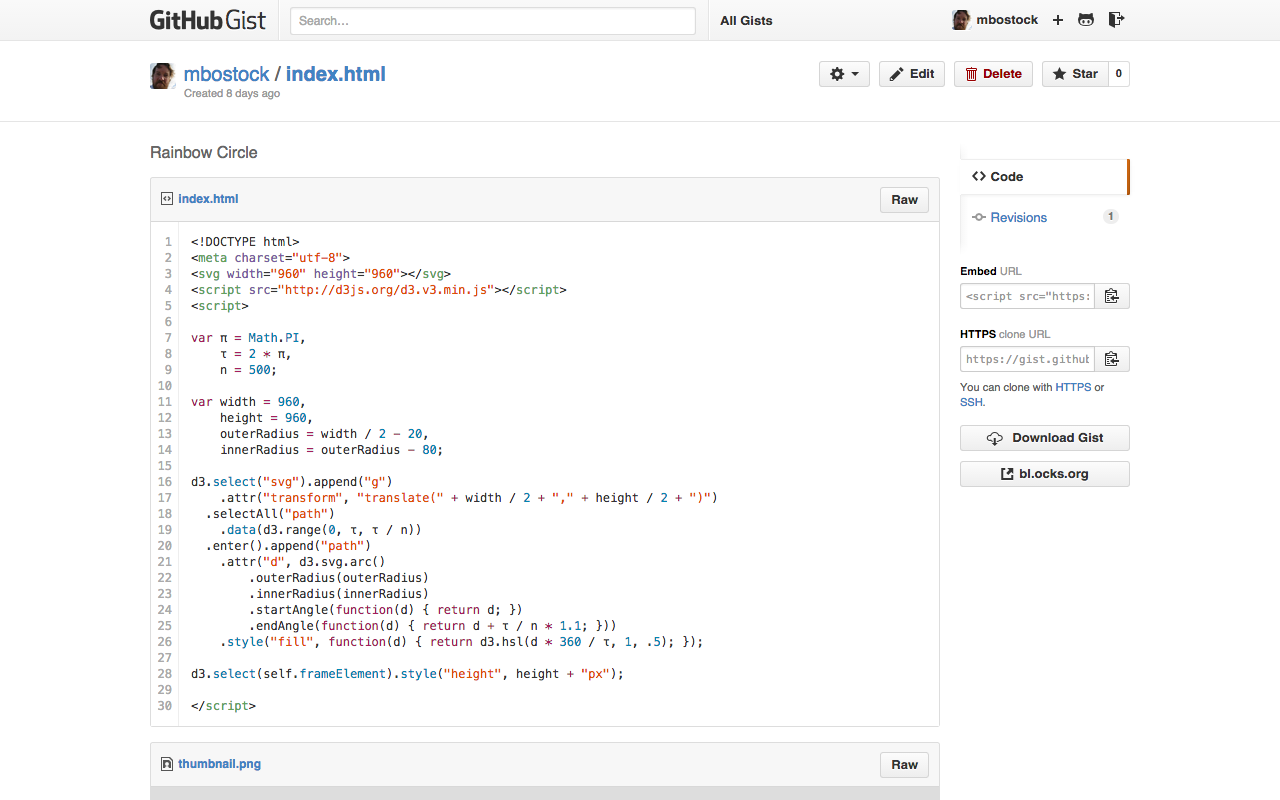 GitHub Gist
Search...
All Gists
mbostock
mbostock / index.html
Created 8 days ago
Edit
Delete
Star
0
Rainbow Circle
index.html
Raw
1 <!DOCTYPE html>
2 <meta charset="utf-8">
3 <svg width="960" height="960"></svg>
4 <script src="http://d3js.org/d3.v3.min.js"></script>
5 <script>
6
7 var π = Math.PI,
8     τ = 2 * π,
9     n = 500;
10
11 var width = 960,
12     height = 960,
13     outerRadius = width / 2 - 20,
14     innerRadius = outerRadius - 80;
15
16 d3.select("svg").append("g")
17     .attr("transform", "translate(" + width / 2 + "," + height / 2 + ")")
18   .selectAll("path")
19     .data(d3.range(0, τ, τ / n))
20   .enter().append("path")
21     .attr("d", d3.svg.arc()
22         .outerRadius(outerRadius)
23         .innerRadius(innerRadius)
24         .startAngle(function(d) { return d; })
25         .endAngle(function(d) { return d + τ / n * 1.1; }))
26     .style("fill", function(d) { return d3.hsl(d * 360 / τ, 1, .5); });
27
28 d3.select(self.frameElement).style("height", height + "px");
29
30 </script>
thumbnail.png
Raw
Code
Revisions
1
Embed URL
<script src="https:
HTTPS clone URL
https://gist.github
You can clone with HTTPS or
SSH.
Download Gist
bl.ocks.org